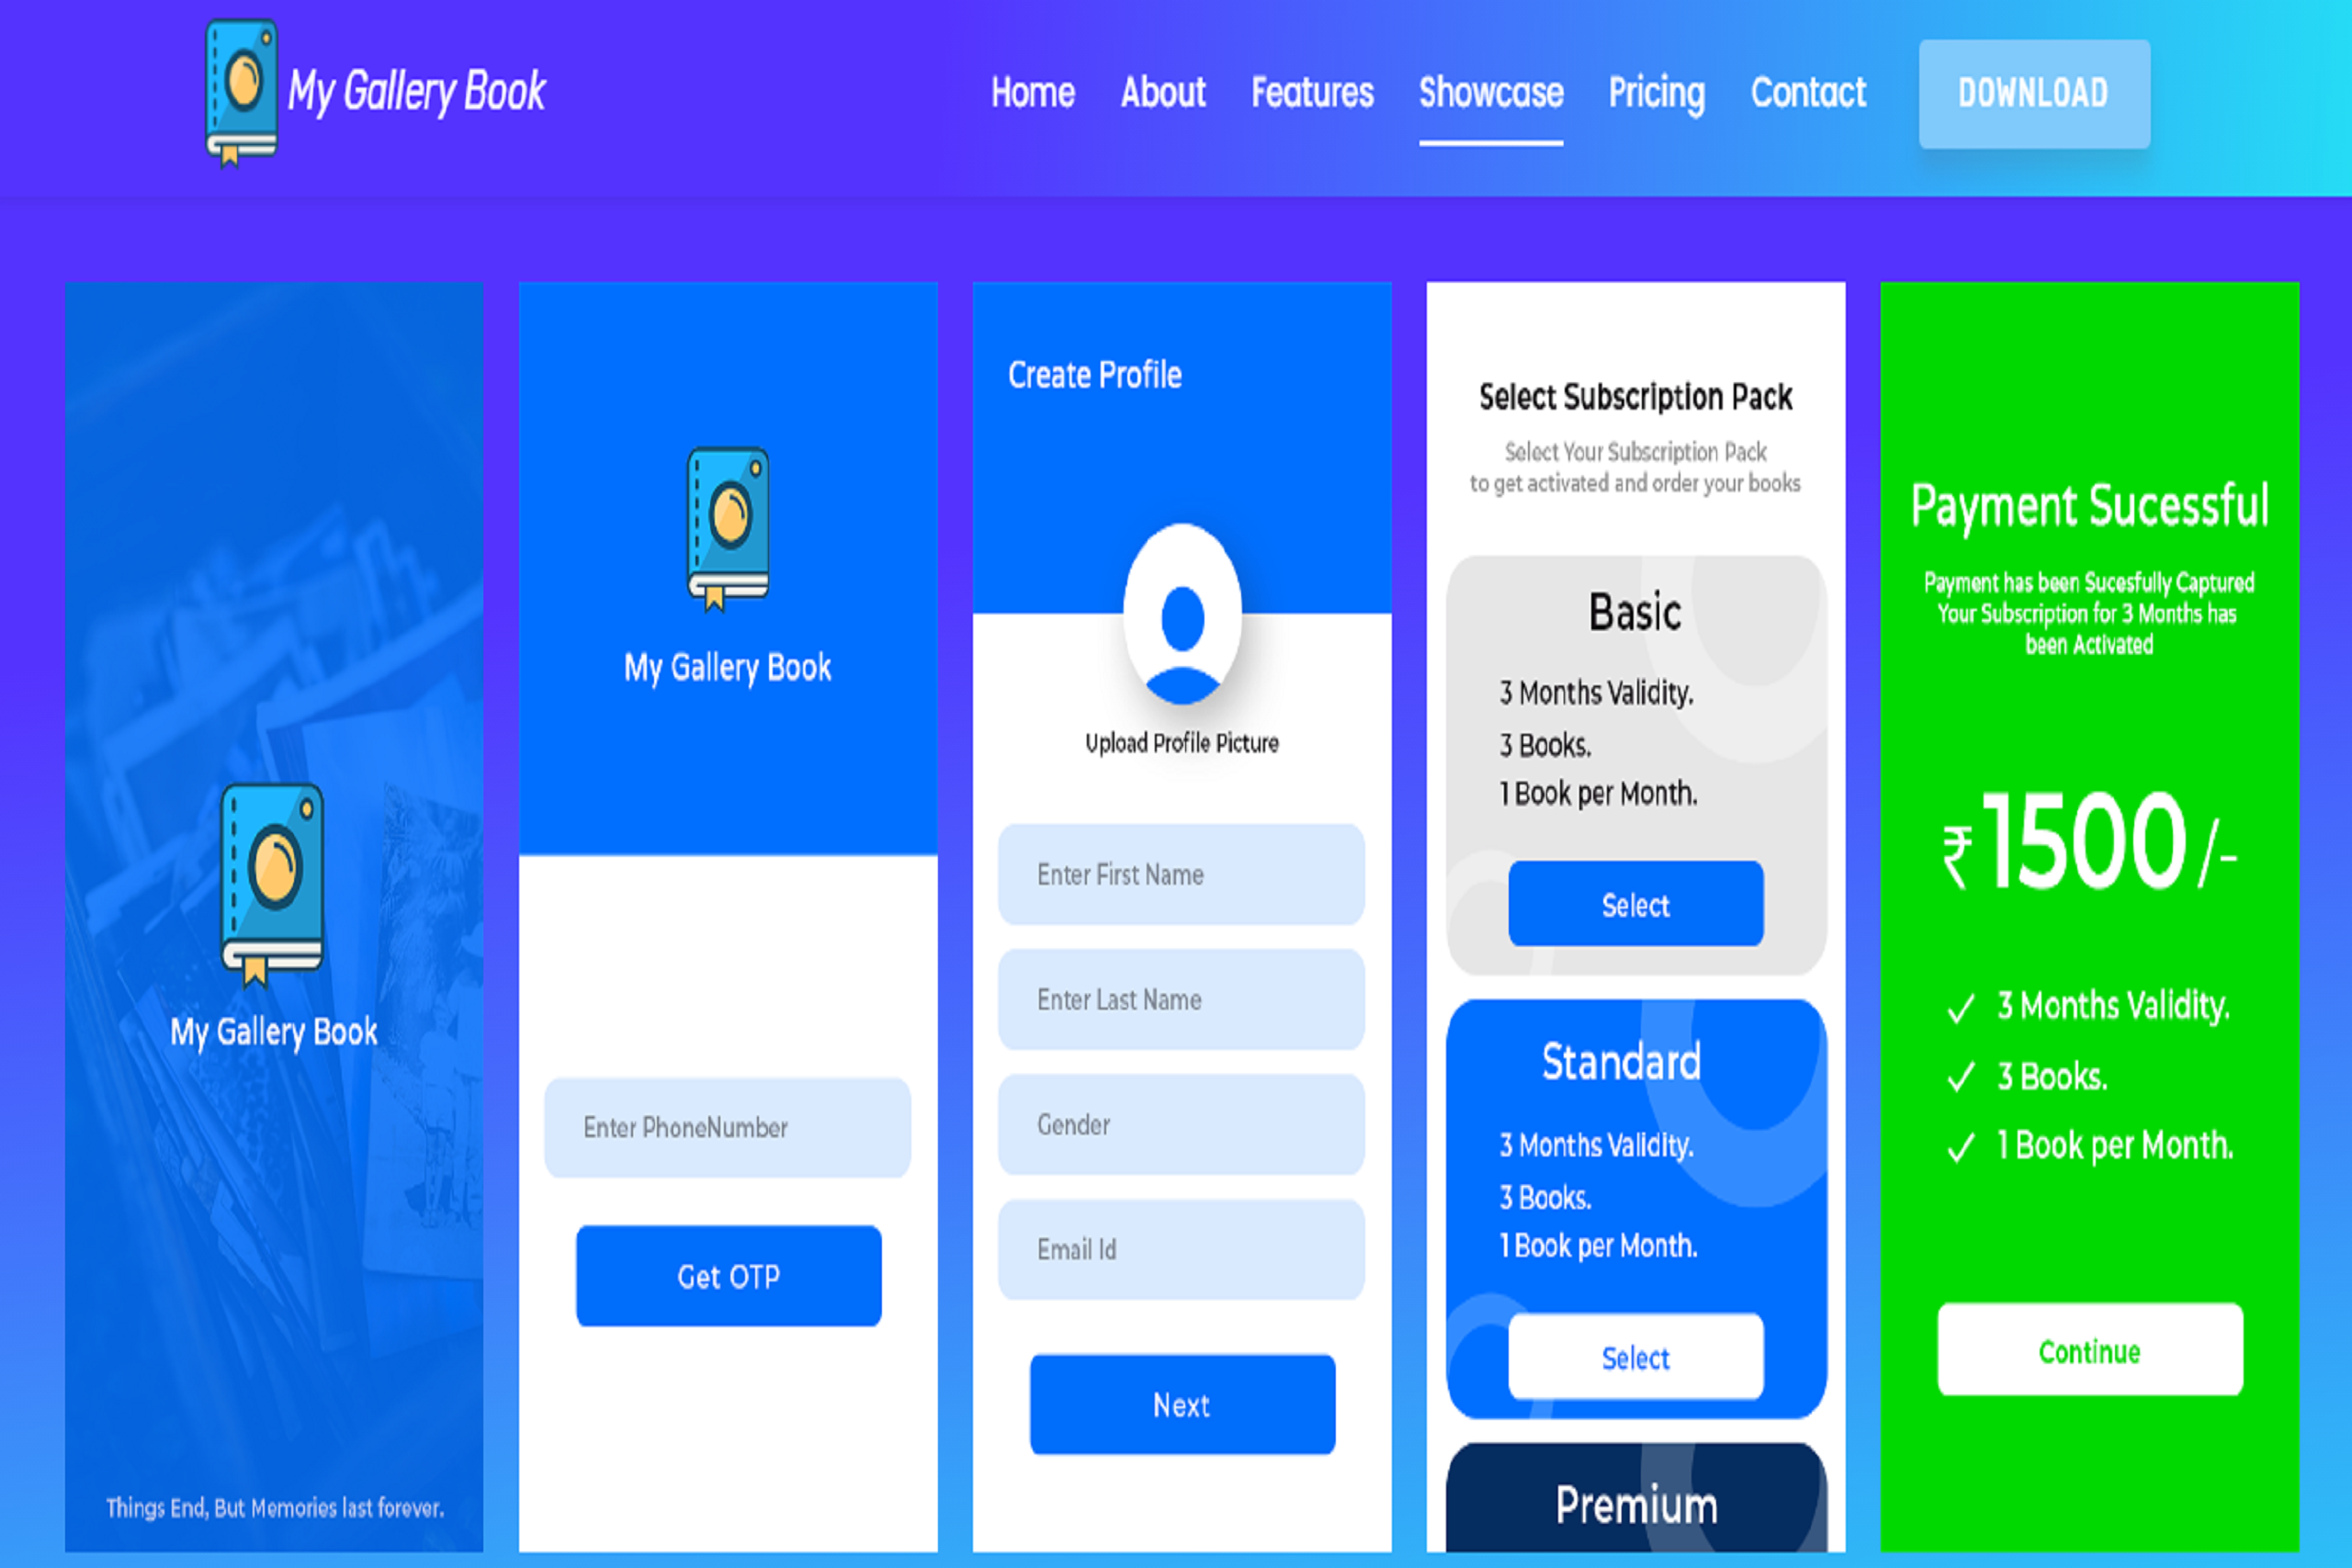 My Gallery Book
Home About Features Showcase Pricing Contact DOWNLOAD
My Gallery Book
Things End, But Memories last forever.
My Gallery Book
Enter PhoneNumber
Get OTP
Create Profile
Upload Profile Picture
Enter First Name
Enter Last Name
Gender
Email Id
Next
Select Subscription Pack
Select Your Subscription Pack
to get activated and order your books
Basic
3 Months Validity.
3 Books.
1 Book per Month.
Select
Standard
3 Months Validity.
3 Books.
1 Book per Month.
Select
Premium
Payment Sucessful
Payment has been Sucesfully Captured
Your Subscription for 3 Months has
been Activated
₹1500/-
3 Months Validity.
3 Books.
1 Book per Month.
Continue